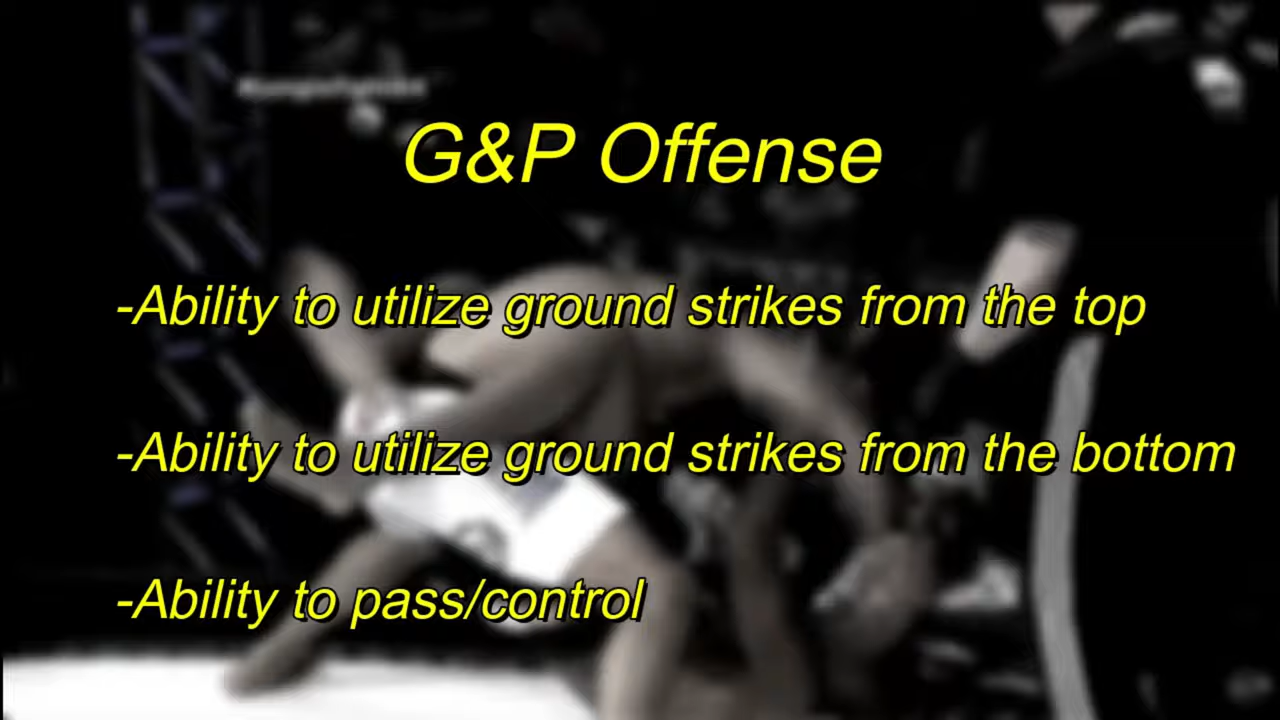 G&P Offense
-Ability to utilize ground strikes from the top
-Ability to utilize ground strikes from the bottom
-Ability to pass/control